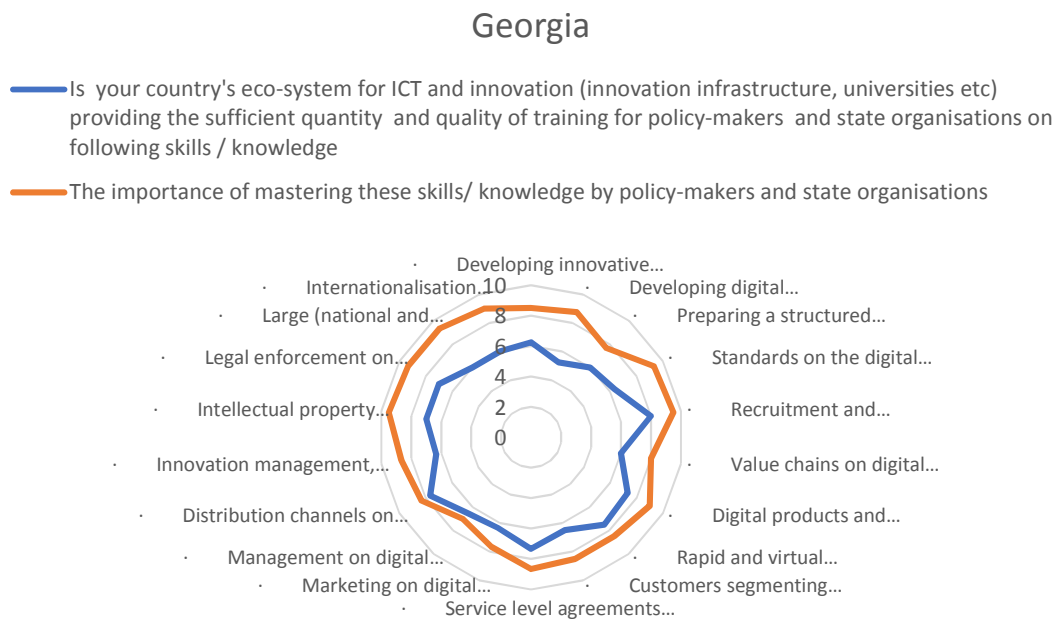 Georgia
Is your country's eco-system for ICT and innovation (innovation infrastructure, universities etc)
providing the sufficient quantity and quality of training for policy-makers and state organisations on
following skills / knowledge
The importance of mastering these skills/ knowledge by policy-makers and state organisations
· Developing innovative…
· Developing digital…
· Preparing a structured…
· Standards on the digital…
· Recruitment and…
· Value chains on digital…
· Digital products and…
· Rapid and virtual…
· Customers segmenting…
· Service level agreements…
· Marketing on digital…
· Management on digital…
· Distribution channels on…
· Innovation management,…
· Intellectual property…
· Legal enforcement on…
· Large (national and…
· Internationalisation…
10
8
6
4
2
0